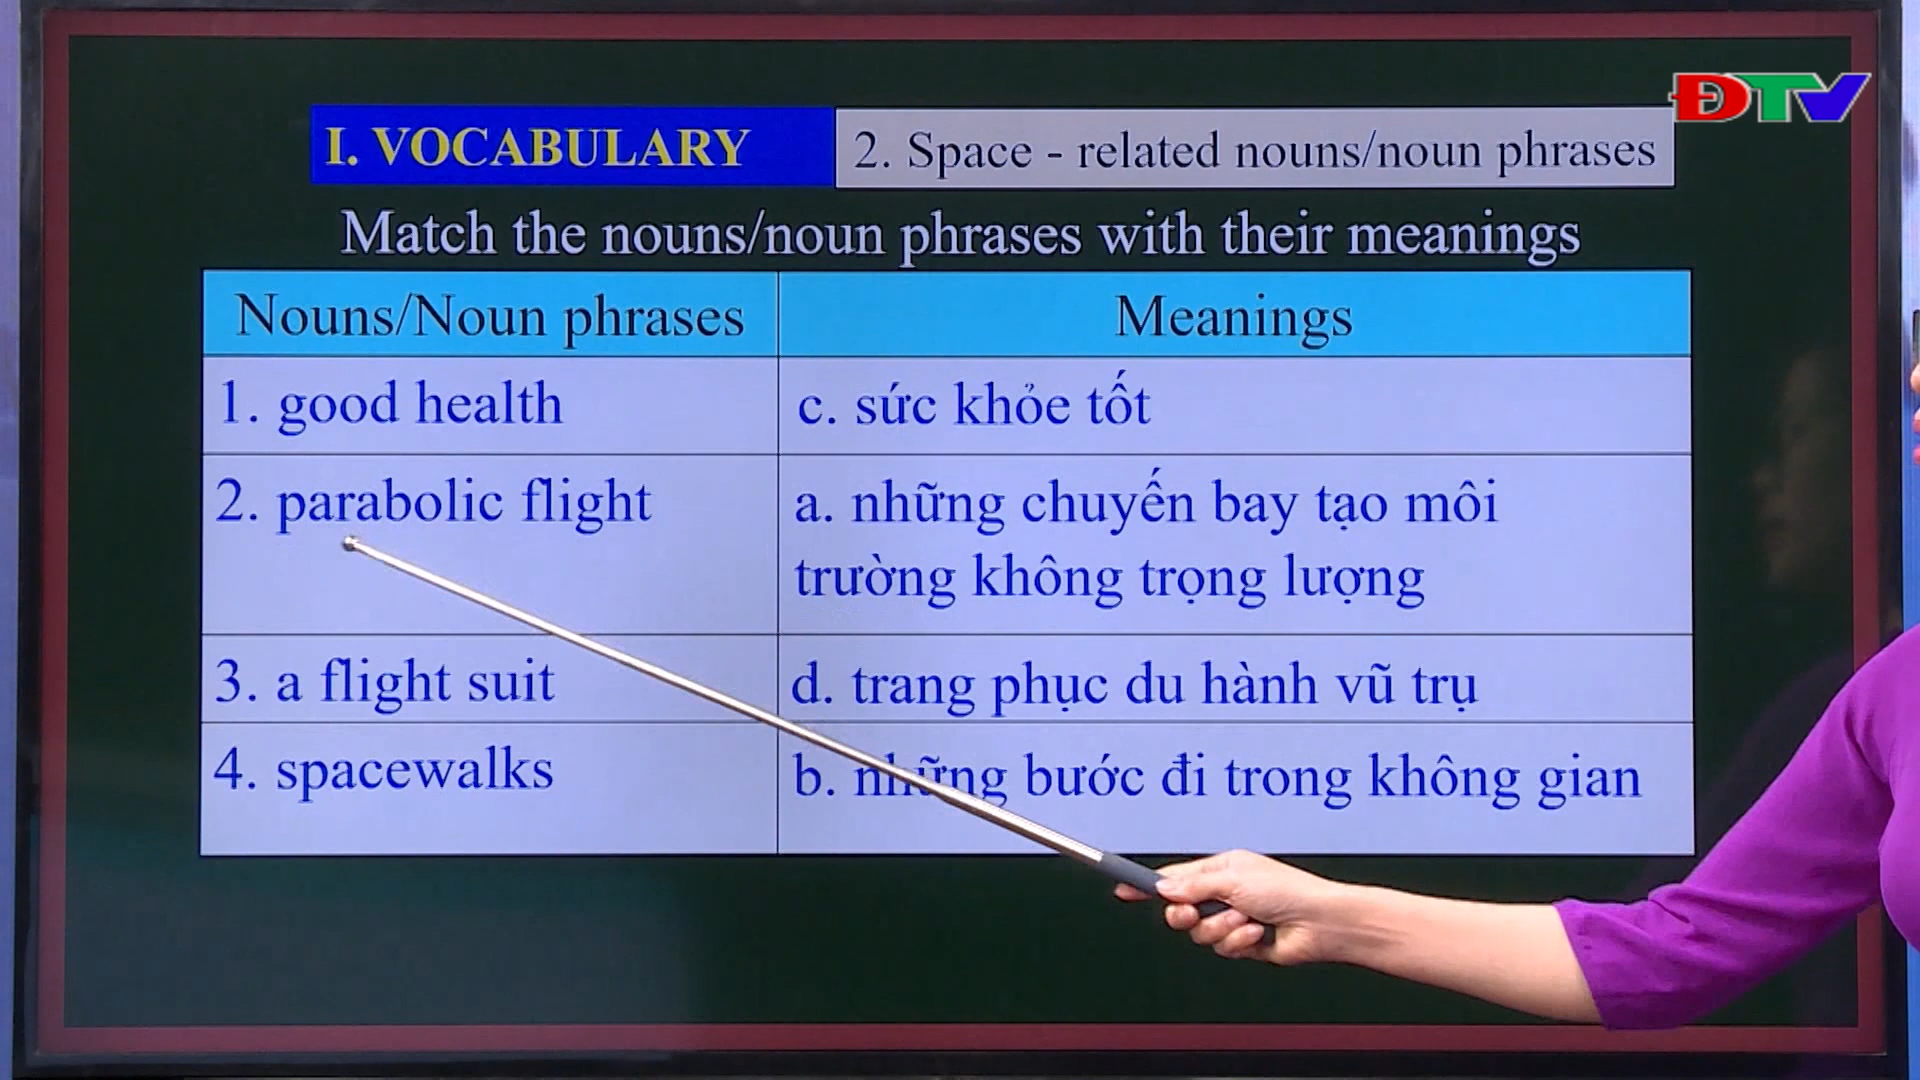 ĐTV
I. VOCABULARY
2. Space - related nouns/noun phrases
Match the nouns/noun phrases with their meanings
Nouns/Noun phrases
Meanings
1. good health
c. sức khỏe tốt
2. parabolic flight
a. những chuyến bay tạo môi
trường không trọng lượng
3. a flight suit
d. trang phục du hành vũ trụ
4. spacewalks
b. những bước đi trong không gian